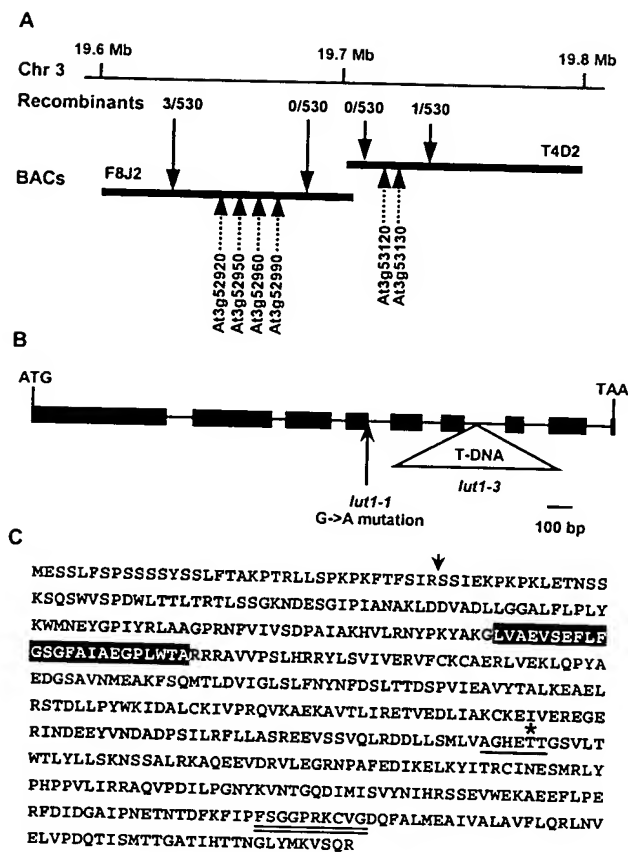 A
19.6 Mb 19.7 Mb 19.8 Mb
Chr 3
Recombinants 3/530 0/530 0/530 1/530
F8J2 T4D2
BACs
At3g52920 At3g52950 At3g52960 At3g52990 At3g53120 At3g53130
B
ATG TAA
T-DNA
lut1-1 lut1-3
G->A mutation 100 bp
C
MESSLFSPSSSSYSSLFTAKPTRLLSPKPKFTFSIRSSIEKPKPKLETNSS
KSQSWVSPDWLTTLTRTLSSGKNDESGIPIANAKLDDVADLLGGALFLPLY
KWMNEYGPIYRLAAGPRNFVIVSDPAIAKHVLRNYPKYAKGLVAEVSEFLF
GSGFAIAEGPLWTARRRAVVPSLHRRYLSVIVERVFCKCAERLVEKLQPYA
EDGSAVNMEAKFSQMTLDVIGLSLFNYNFDSLTTDSPVIEAVYTALKEAEL
RSTDLLPYWKIDALCKIVPRQVKAEKAVTLIRETVEDLIAKCKEIVEREGE
*
RINDEEYVNDADPSILRFLLASREEVSSVQLRDDLLSMLVAGHETTGSVLT
WTLYLLSKNSSALRKAQEEVDRVLEGRNPAFEDIKELKYITRCINESMRLY
PHPPVLIRRAQVPDILPGNYKVNTGQDIMISVYNIHRSSEVWEKAEEFLPE
RFDIDGAIPNETNTDFKFIPFSGGPRKCVGDQFALMEAIVALAVFLQRLNV
ELVPDQTISMTTGATIHTTNGLYMKVSQR